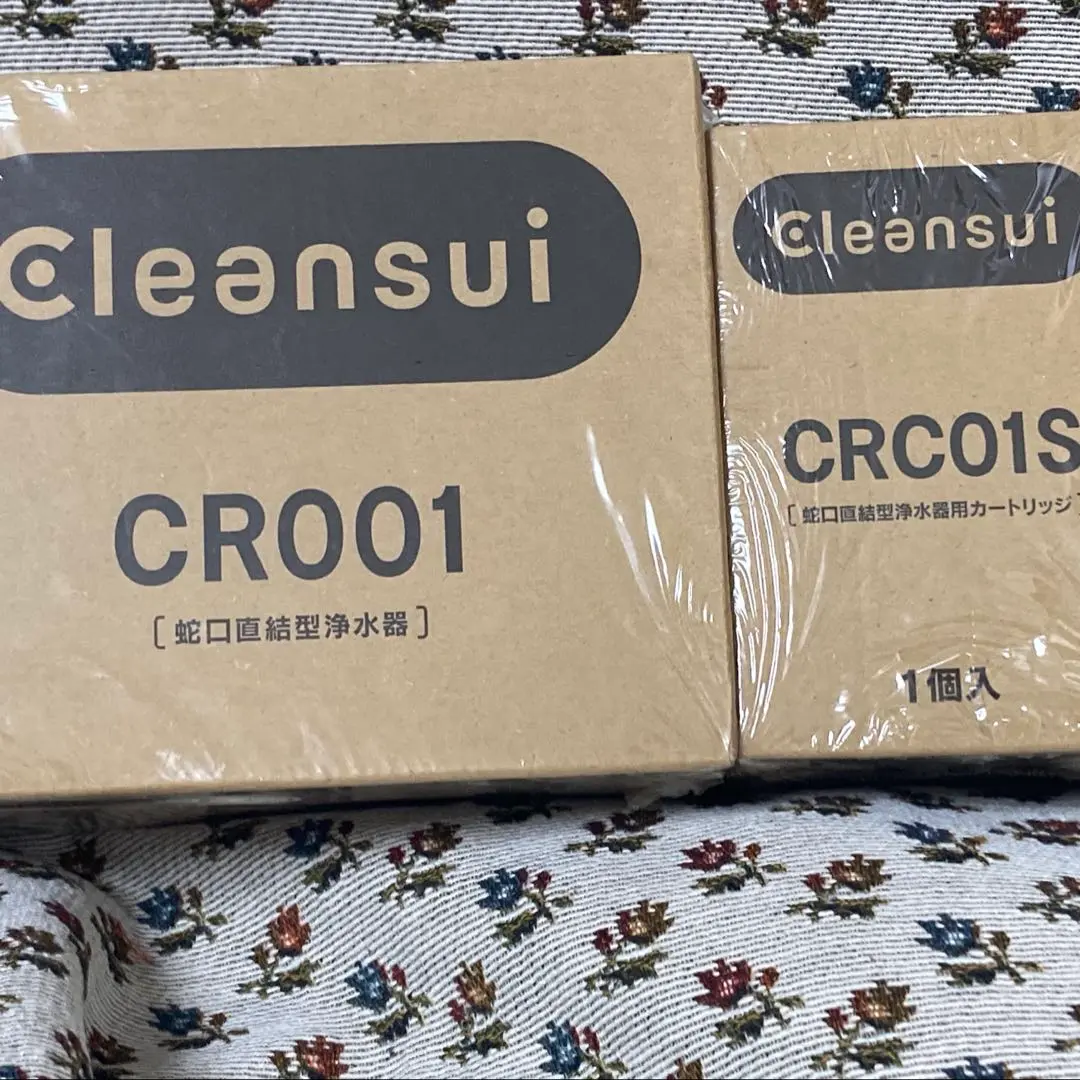 Cleansui
CR001
［蛇口直結型浄水器］
Cleansui
CRC01S
［蛇口直結型浄水器用カートリッジ］
1個入